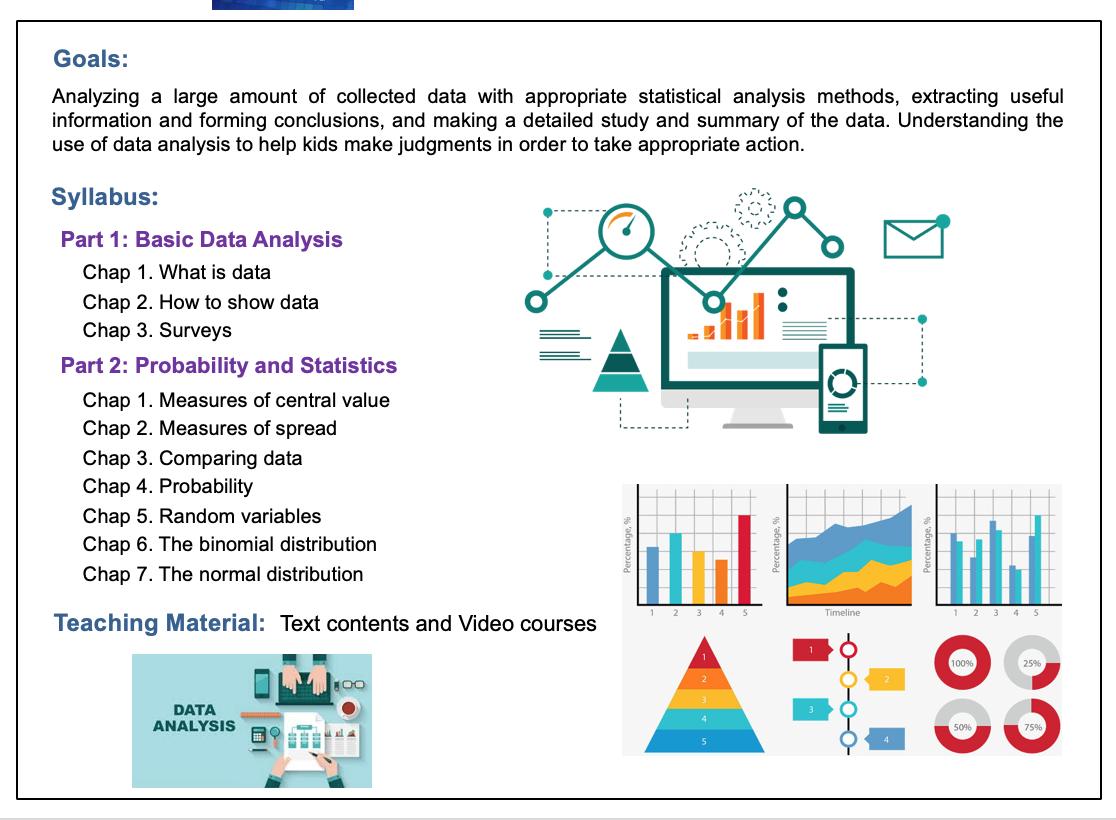 Goals:
Analyzing a large amount of collected data with appropriate statistical analysis methods, extracting useful
information and forming conclusions, and making a detailed study and summary of the data. Understanding the
use of data analysis to help kids make judgments in order to take appropriate action.
Syllabus:
Part 1: Basic Data Analysis
Chap 1. What is data
Chap 2. How to show data
Chap 3. Surveys
Part 2: Probability and Statistics
Chap 1. Measures of central value
Chap 2. Measures of spread
Chap 3. Comparing data
Chap 4. Probability
Chap 5. Random variables
Chap 6. The binomial distribution
Chap 7. The normal distribution
Teaching Material: Text contents and Video courses
DATA
ANALYSIS
Percentage, %
1 2 3 4 5
Percentage, %
Timeline
Percentage, %
1 2 3 4 5
1
2
3
4
5
1
2
3
4
100%
25%
50%
75%